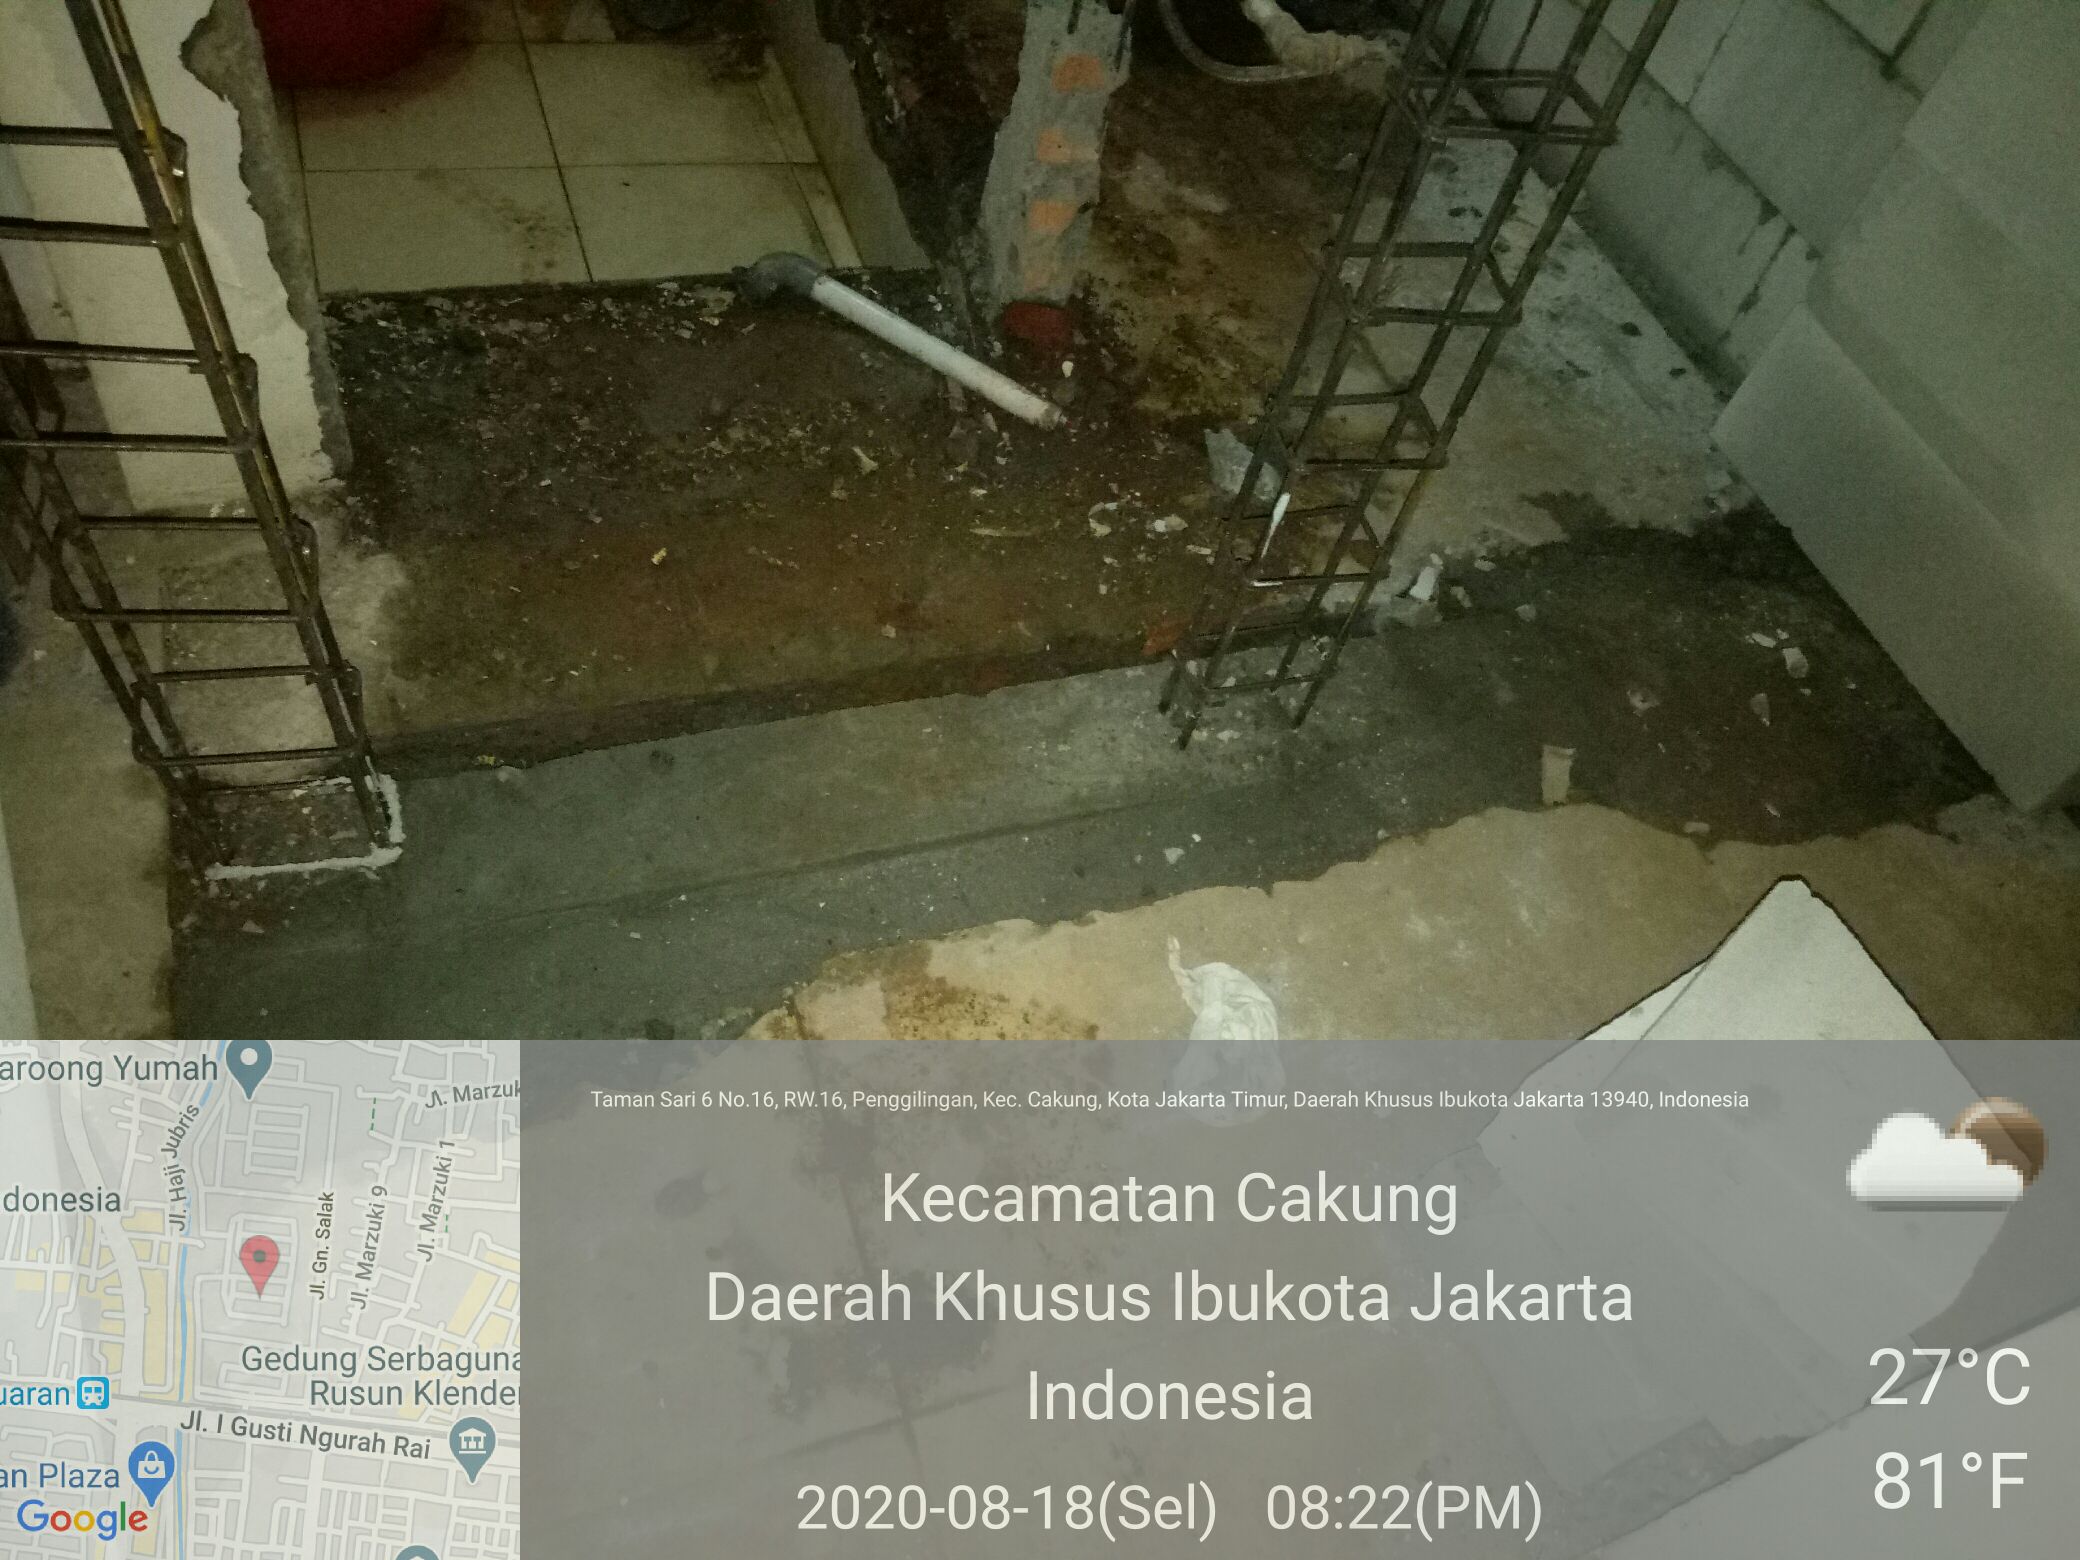 Taman Sari 6 No.16, RW.16, Penggilingan, Kec. Cakung, Kota Jakarta Timur, Daerah Khusus Ibukota Jakarta 13940, Indonesia
Kecamatan Cakung
Daerah Khusus Ibukota Jakarta
Indonesia
2020-08-18(Sel) 08:22(PM)
27°C
81°F
aroong Yumah
Jl. Marzuk
Jl. Haji Jubris
donesia
Jl. Gn. Salak
Jl. Marzuki 9
Jl. Marzuki 1
Gedung Serbaguna
Rusun Klender
uaran
Jl. I Gusti Ngurah Rai
an Plaza
Google